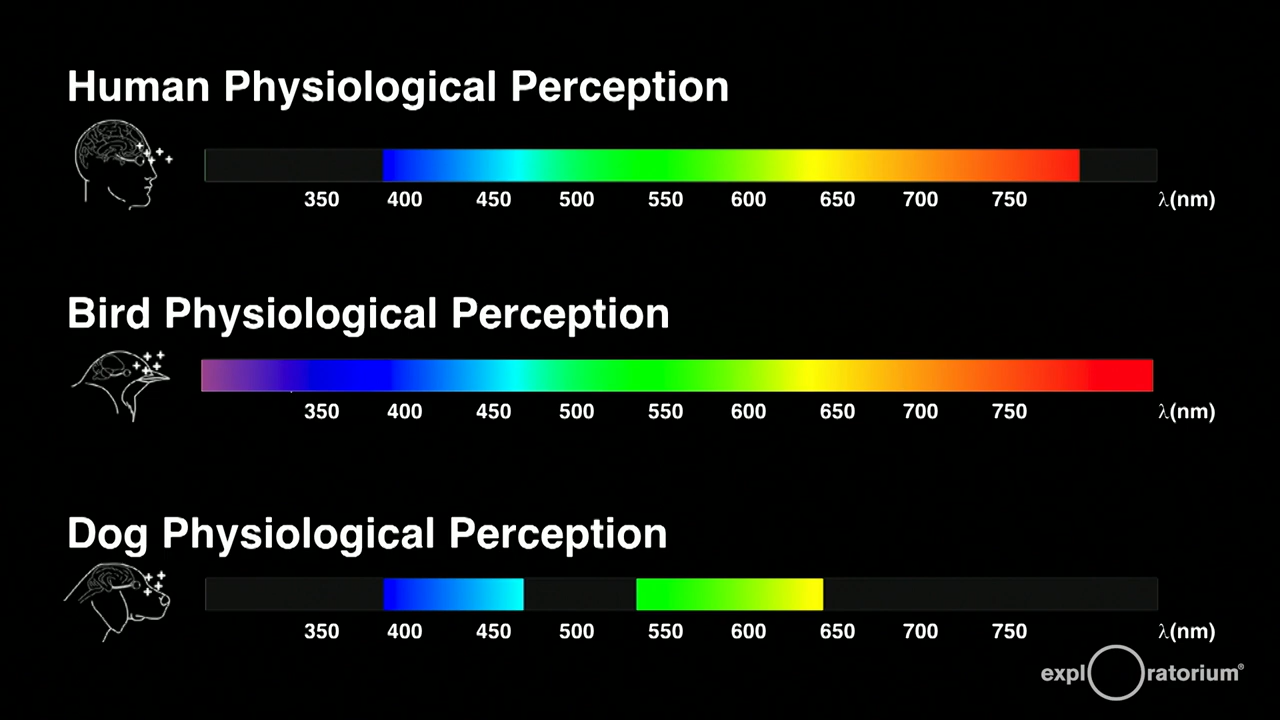 Human Physiological Perception
350 400 450 500 550 600 650 700 750 λ(nm)
Bird Physiological Perception
350 400 450 500 550 600 650 700 750 λ(nm)
Dog Physiological Perception
350 400 450 500 550 600 650 700 750 λ(nm)
explOratorium®